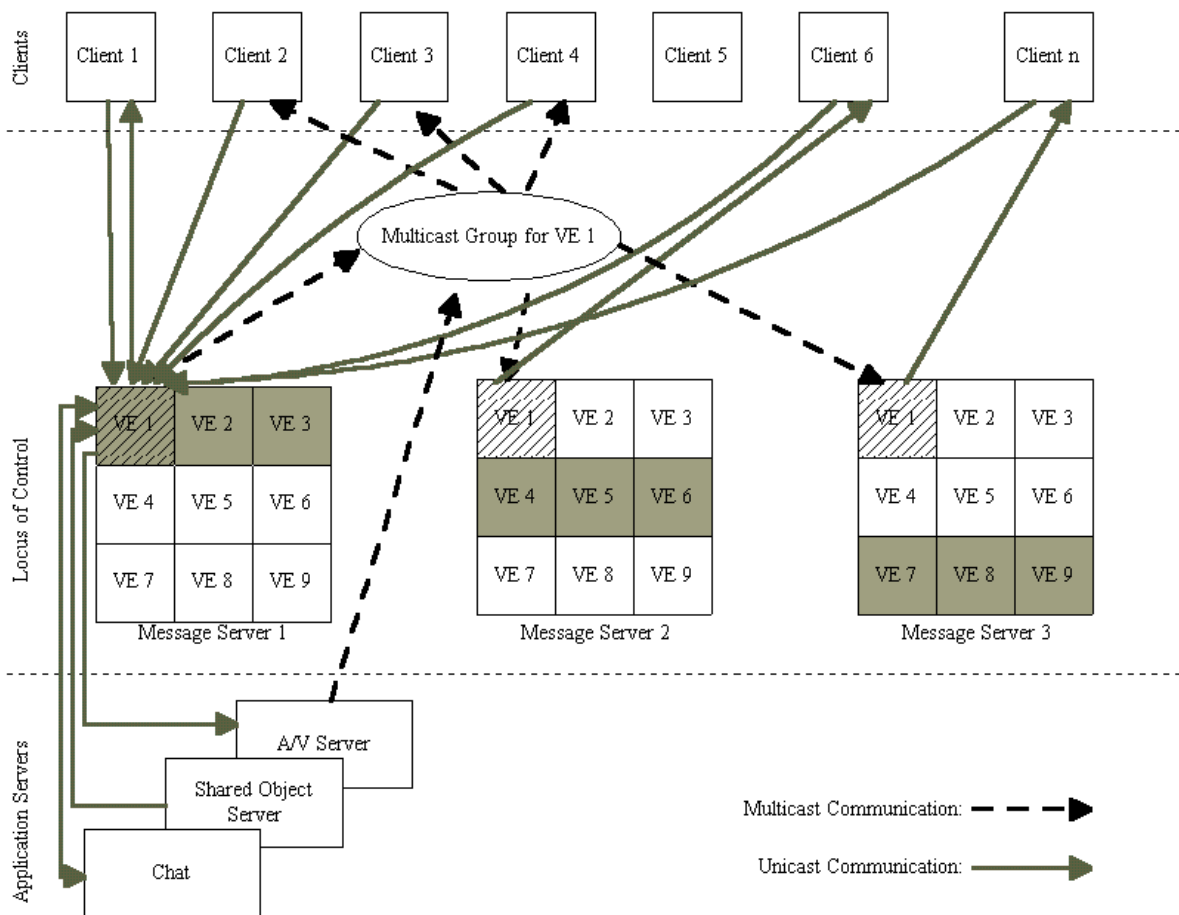 Clients
Client 1
Client 2
Client 3
Client 4
Client 5
Client 6
Client n
Multicast Group for VE 1
Locus of Control
VE 1
VE 2
VE 3
VE 4
VE 5
VE 6
VE 7
VE 8
VE 9
Message Server 1
VE 1
VE 2
VE 3
VE 4
VE 5
VE 6
VE 7
VE 8
VE 9
Message Server 2
VE 1
VE 2
VE 3
VE 4
VE 5
VE 6
VE 7
VE 8
VE 9
Message Server 3
Application Servers
A/V Server
Shared Object
Server
Chat
Multicast Communication:
Unicast Communication: